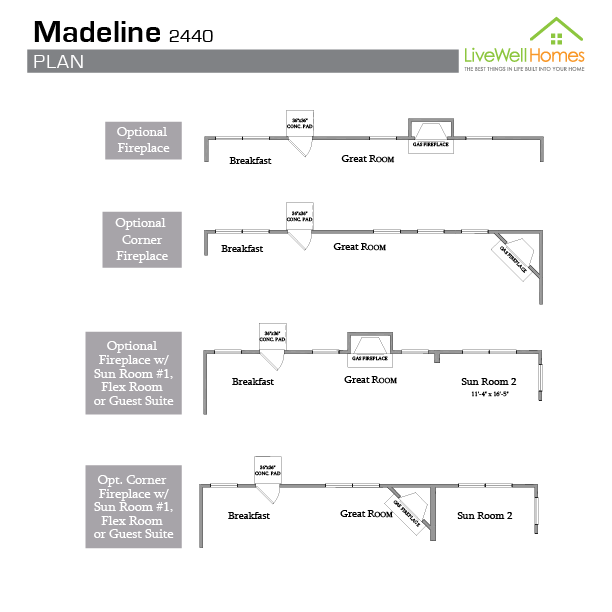 Madeline 2440
PLAN
LiveWellHomes
THE BEST THINGS IN LIFE BUILT INTO YOUR HOME
Optional
Fireplace
36"x36"
CONC. PAD
GAS FIREPLACE
Breakfast
Great Room
Optional
Corner
Fireplace
36"x36"
CONC. PAD
GAS FIREPLACE
Breakfast
Great Room
Optional
Fireplace w/
Sun Room #1,
Flex Room
or Guest Suite
36"x36"
CONC. PAD
GAS FIREPLACE
Breakfast
Great Room
Sun Room 2
11'-4" x 16'-5"
Opt. Corner
Fireplace w/
Sun Room #1,
Flex Room
or Guest Suite
36"x36"
CONC. PAD
GAS FIREPLACE
Breakfast
Great Room
Sun Room 2